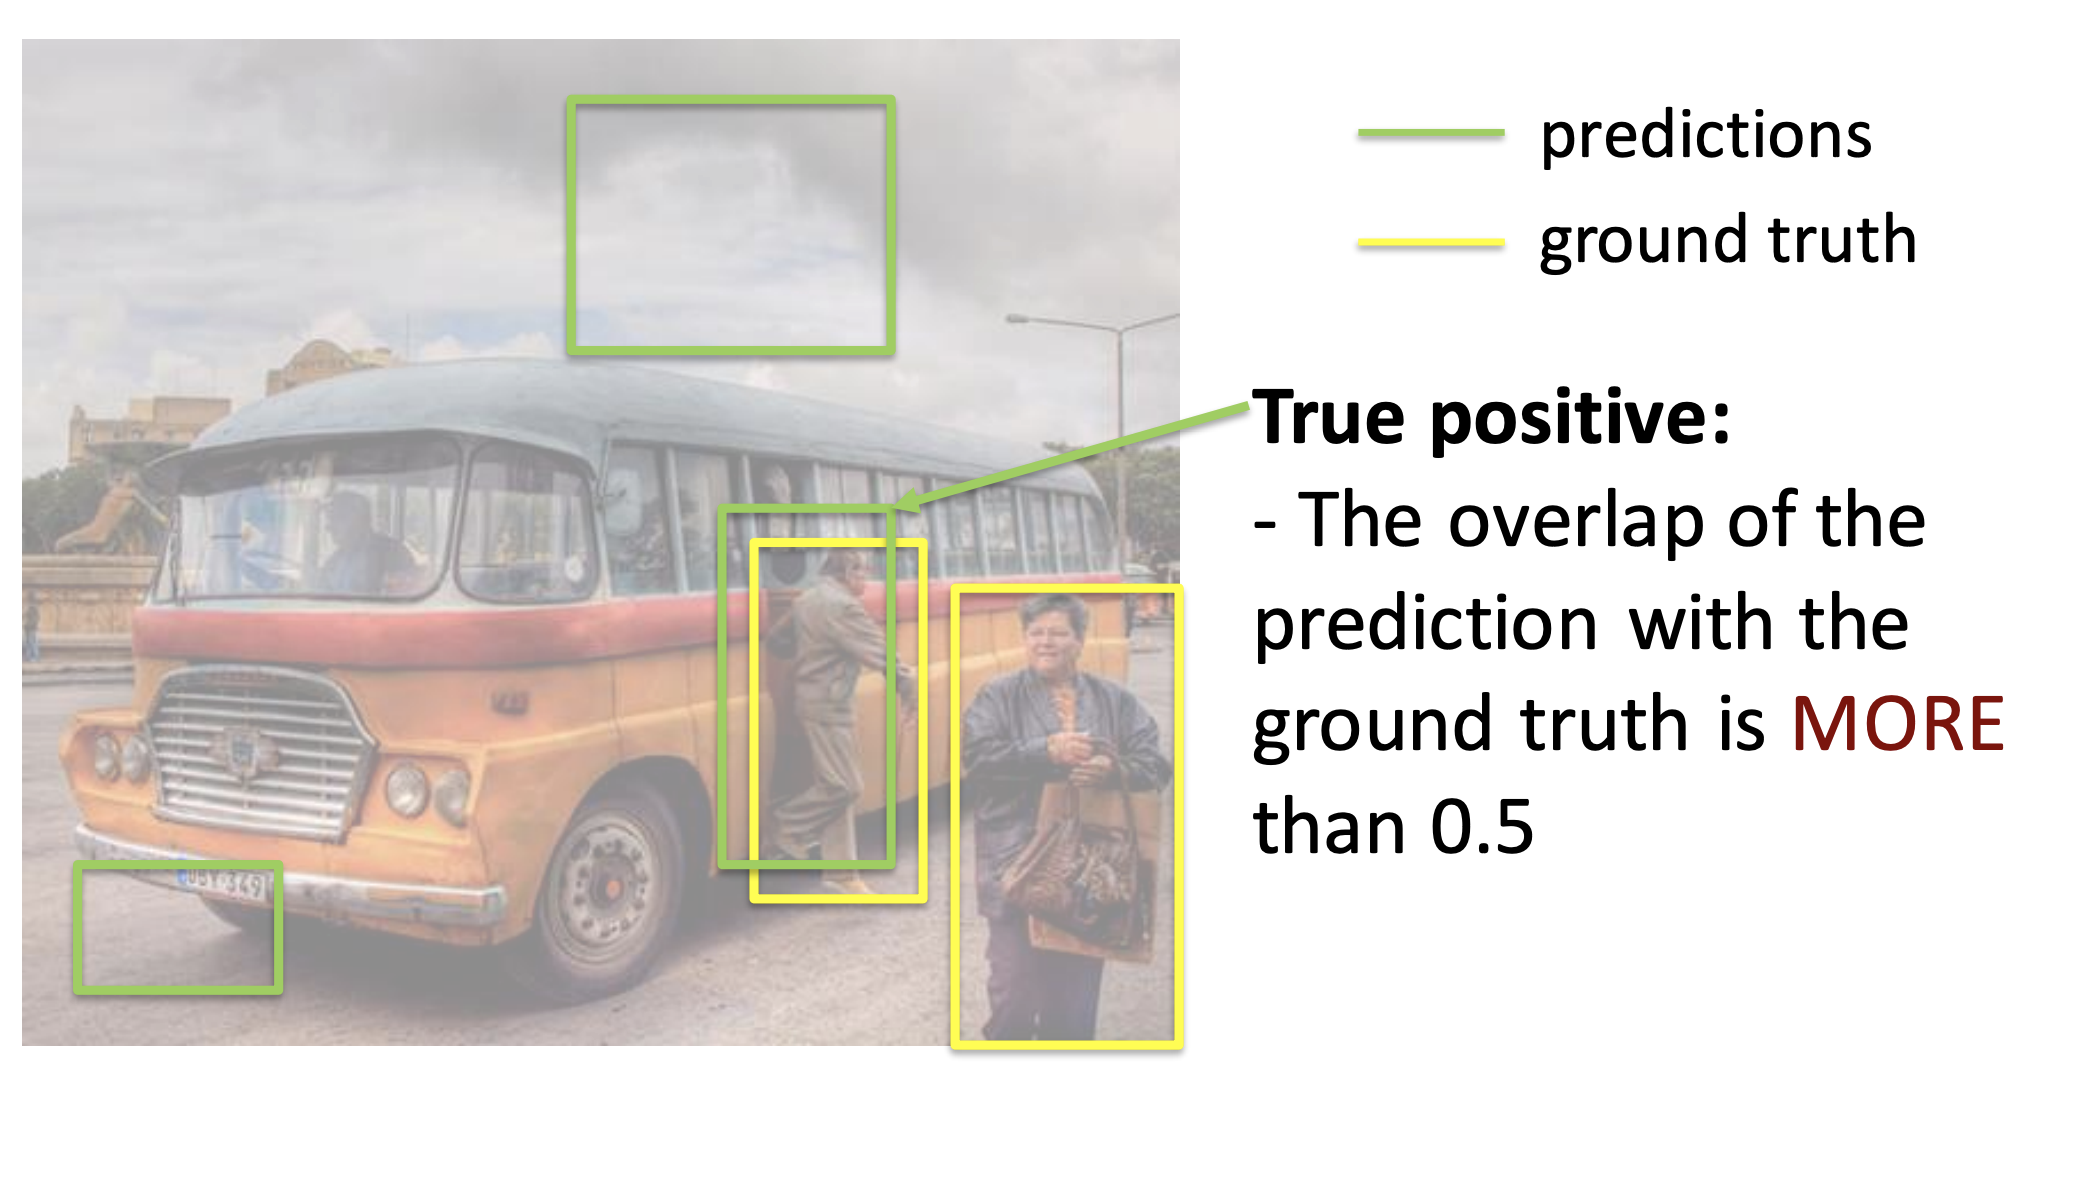 predictions
ground truth
True positive:
- The overlap of the
prediction with the
ground truth is MORE
than 0.5